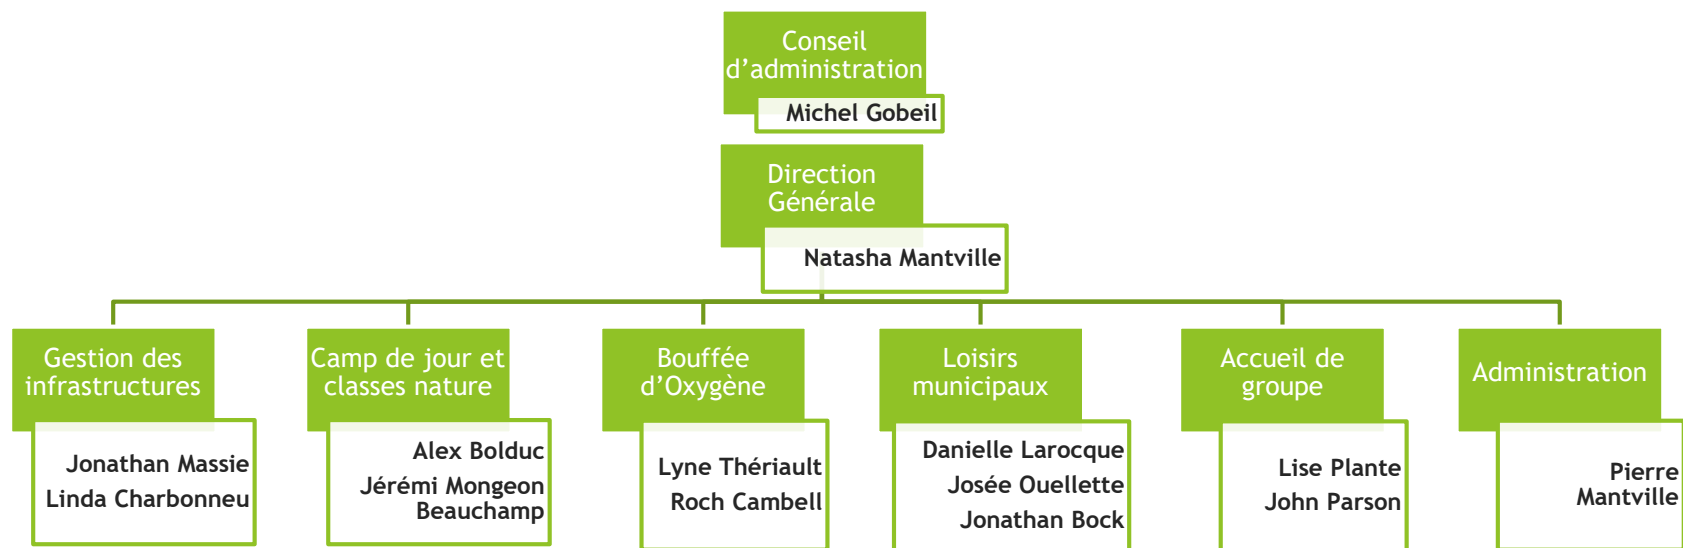 Conseil
d’administration
Michel Gobeil
Direction
Générale
Natasha Mantville
Gestion des
infrastructures
Jonathan Massie
Linda Charbonneu
Camp de jour et
classes nature
Alex Bolduc
Jérémi Mongeon
Beauchamp
Bouffée
d’Oxygène
Lyne Thériault
Roch Cambell
Loisirs
municipaux
Danielle Larocque
Josée Ouellette
Jonathan Bock
Accueil de
groupe
Lise Plante
John Parson
Administration
Pierre
Mantville